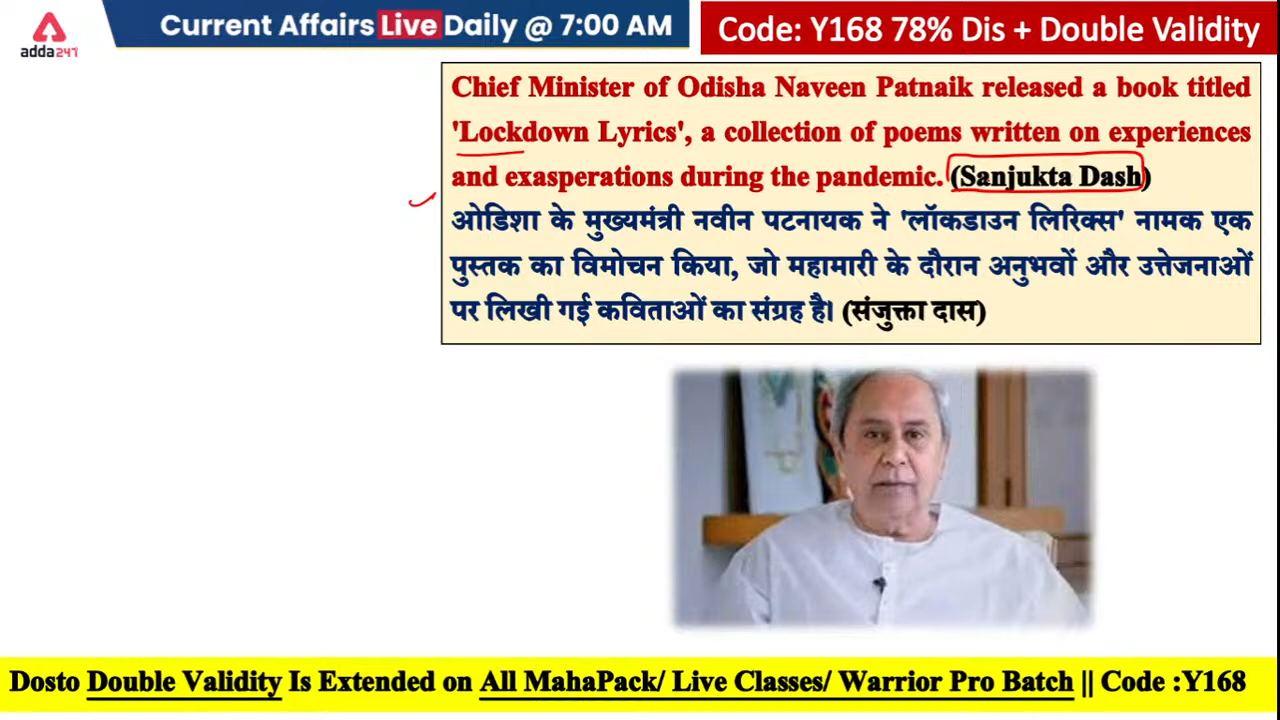 adda247
Current Affairs Live Daily @ 7:00 AM
Code: Y168 78% Dis + Double Validity
Chief Minister of Odisha Naveen Patnaik released a book titled
'Lockdown Lyrics', a collection of poems written on experiences
and exasperations during the pandemic. (Sanjukta Dash)
ओडिशा के मुख्यमंत्री नवीन पटनायक ने 'लॉकडाउन लिरिक्स' नामक एक
पुस्तक का विमोचन किया, जो महामारी के दौरान अनुभवों और उत्तेजनाओं
पर लिखी गई कविताओं का संग्रह है। (संजुक्ता दास)
Dosto Double Validity Is Extended on All MahaPack/ Live Classes/ Warrior Pro Batch || Code :Y168